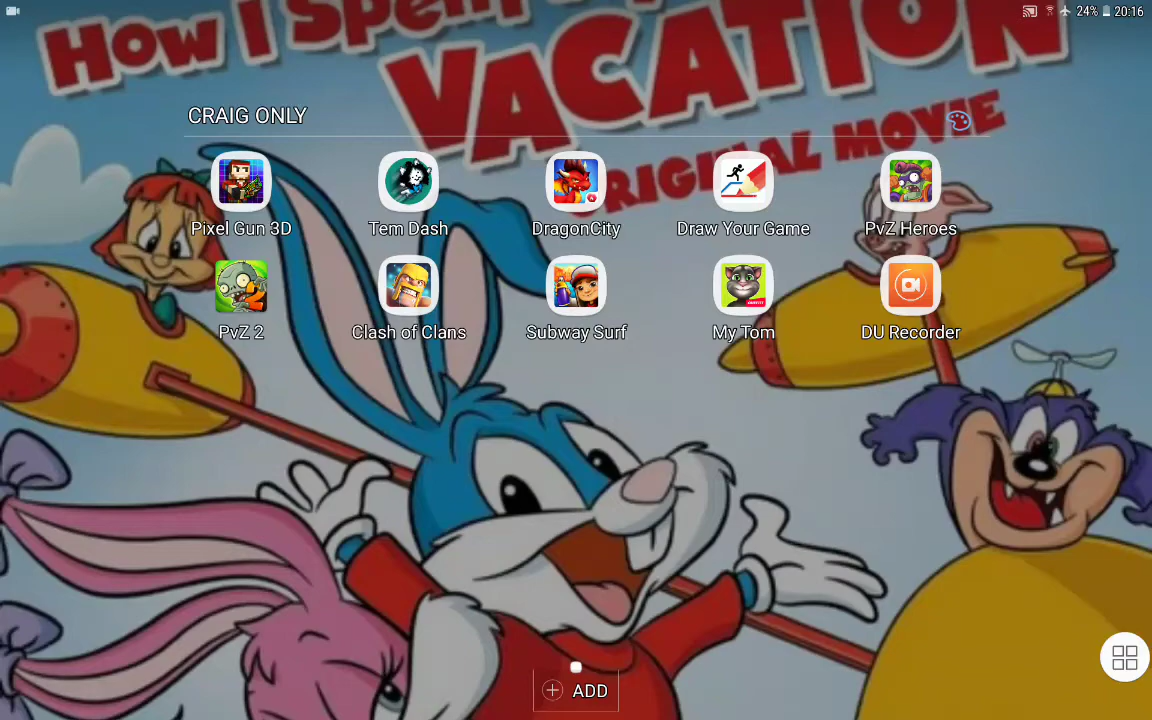 24% 20:16
How I Spent
VACATION
ORIGINAL MOVIE
CRAIG ONLY
Pixel Gun 3D Tem Dash DragonCity Draw Your Game PvZ Heroes
PvZ 2 Clash of Clans Subway Surf My Tom DU Recorder
ADD